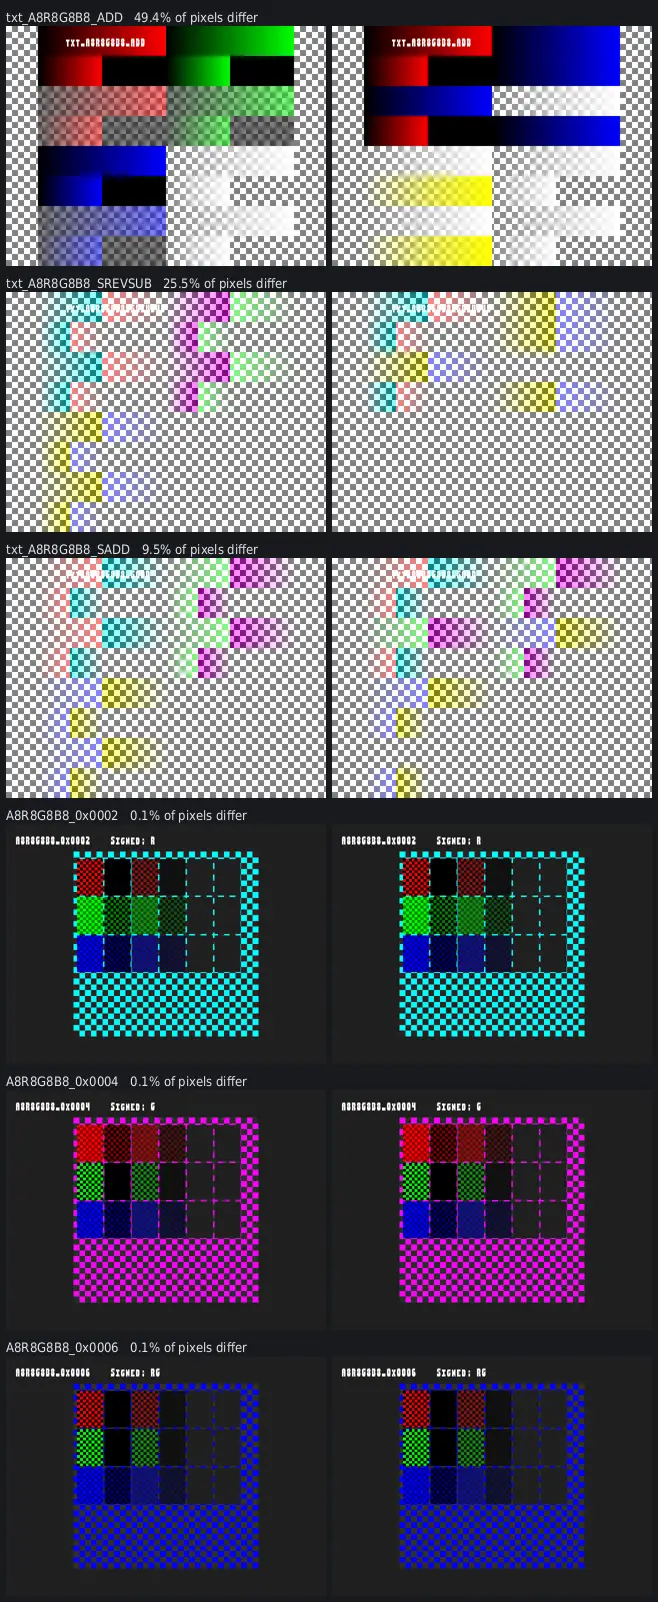 txt_A8R8G8B8_ADD 49.4% of pixels differ
TXT_A8R8G8B8_ADD TXT_A8R8G8B8_ADD
txt_A8R8G8B8_SREVSUB 25.5% of pixels differ
txt_A8R8G8B8_SADD 9.5% of pixels differ
A8R8G8B8_0x0002 0.1% of pixels differ
A8R8G8B8_0x0002 Signed: R A8R8G8B8_0x0002 Signed: R
A8R8G8B8_0x0004 0.1% of pixels differ
A8R8G8B8_0x0004 Signed: G A8R8G8B8_0x0004 Signed: G
A8R8G8B8_0x0006 0.1% of pixels differ
A8R8G8B8_0x0006 Signed: RG A8R8G8B8_0x0006 Signed: RG